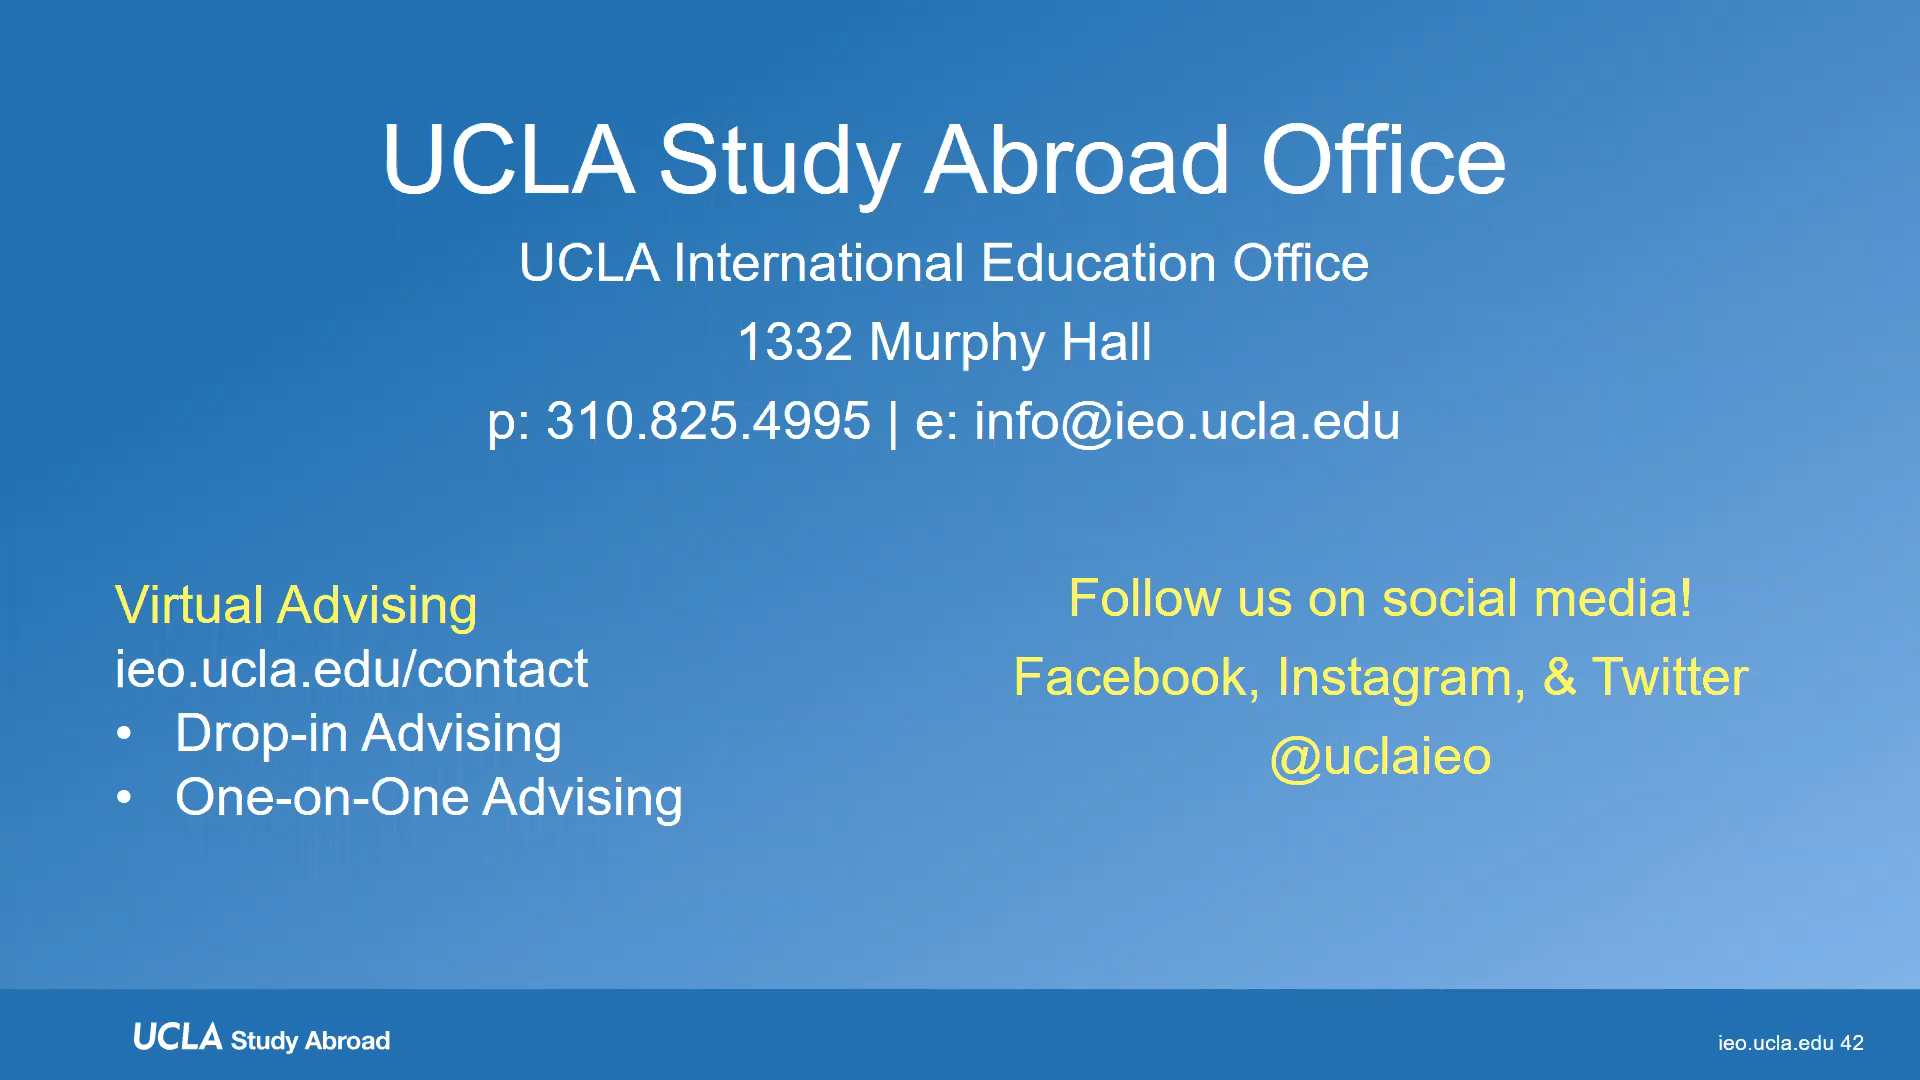 UCLA Study Abroad Office
UCLA International Education Office
1332 Murphy Hall
p: 310.825.4995 | e: info@ieo.ucla.edu
Virtual Advising
ieo.ucla.edu/contact
• Drop-in Advising
• One-on-One Advising
Follow us on social media!
Facebook, Instagram, & Twitter
@uclaieo
UCLA Study Abroad
ieo.ucla.edu 42